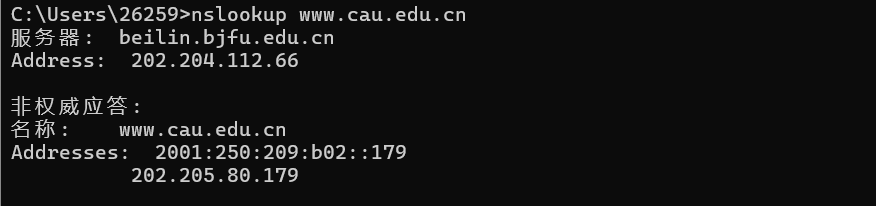 C:\Users\26259>nslookup www.cau.edu.cn
服务器:  beilin.bjfu.edu.cn
Address:  202.204.112.66
非权威应答:
名称:    www.cau.edu.cn
Addresses:  2001:250:209:b02::179
202.205.80.179